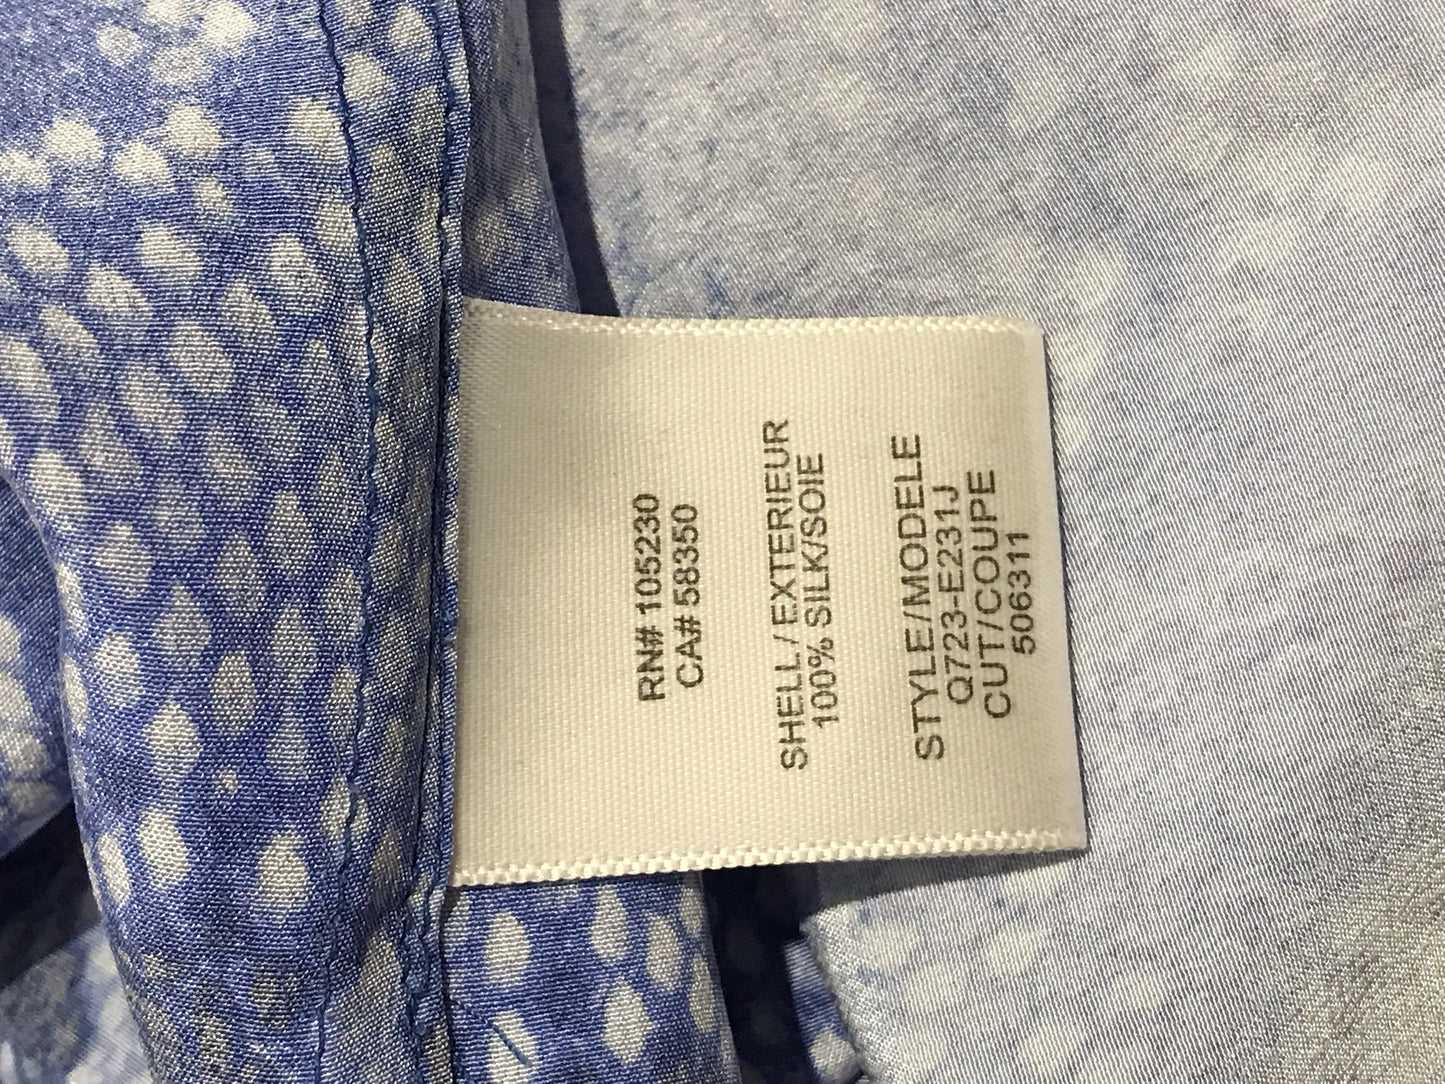 RN# 105230
CA# 58350
SHELL/EXTERIEUR
100% SILK/SOIE
STYLE/MODELE
Q723-E231J
CUT/COUPE
506311